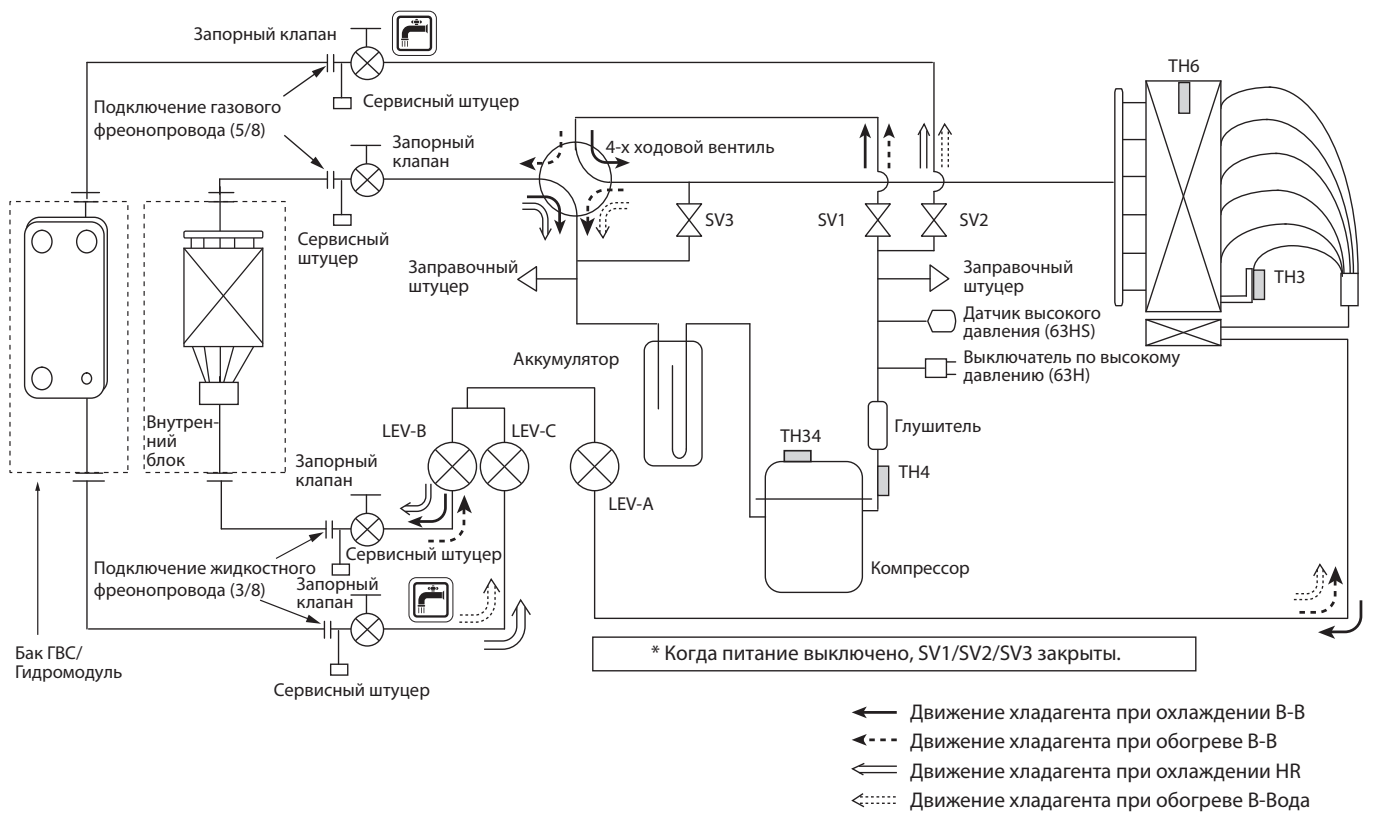 Запорный клапан
TH6
Подключение газового
фреонопровода (5/8)
Сервисный штуцер
Запорный
клапан
4-х ходовой вентиль
Сервисный
штуцер
SV3
SV1
SV2
Заправочный
штуцер
Заправочный
штуцер
TH3
Датчик высокого
давления (63HS)
Аккумулятор
Выключатель по высокому
давлению (63H)
Внутрен-
ний
блок
LEV-B
LEV-C
Глушитель
TH34
Запорный
клапан
TH4
LEV-A
Сервисный штуцер
Подключение жидкостного
фреонопровода (3/8)
Запорный
клапан
Компрессор
Бак ГВС/
Гидромодуль
Сервисный штуцер
* Когда питание выключено, SV1/SV2/SV3 закрыты.
Движение хладагента при охлаждении В-В
Движение хладагента при обогреве В-В
Движение хладагента при охлаждении HR
Движение хладагента при обогреве В-Вода